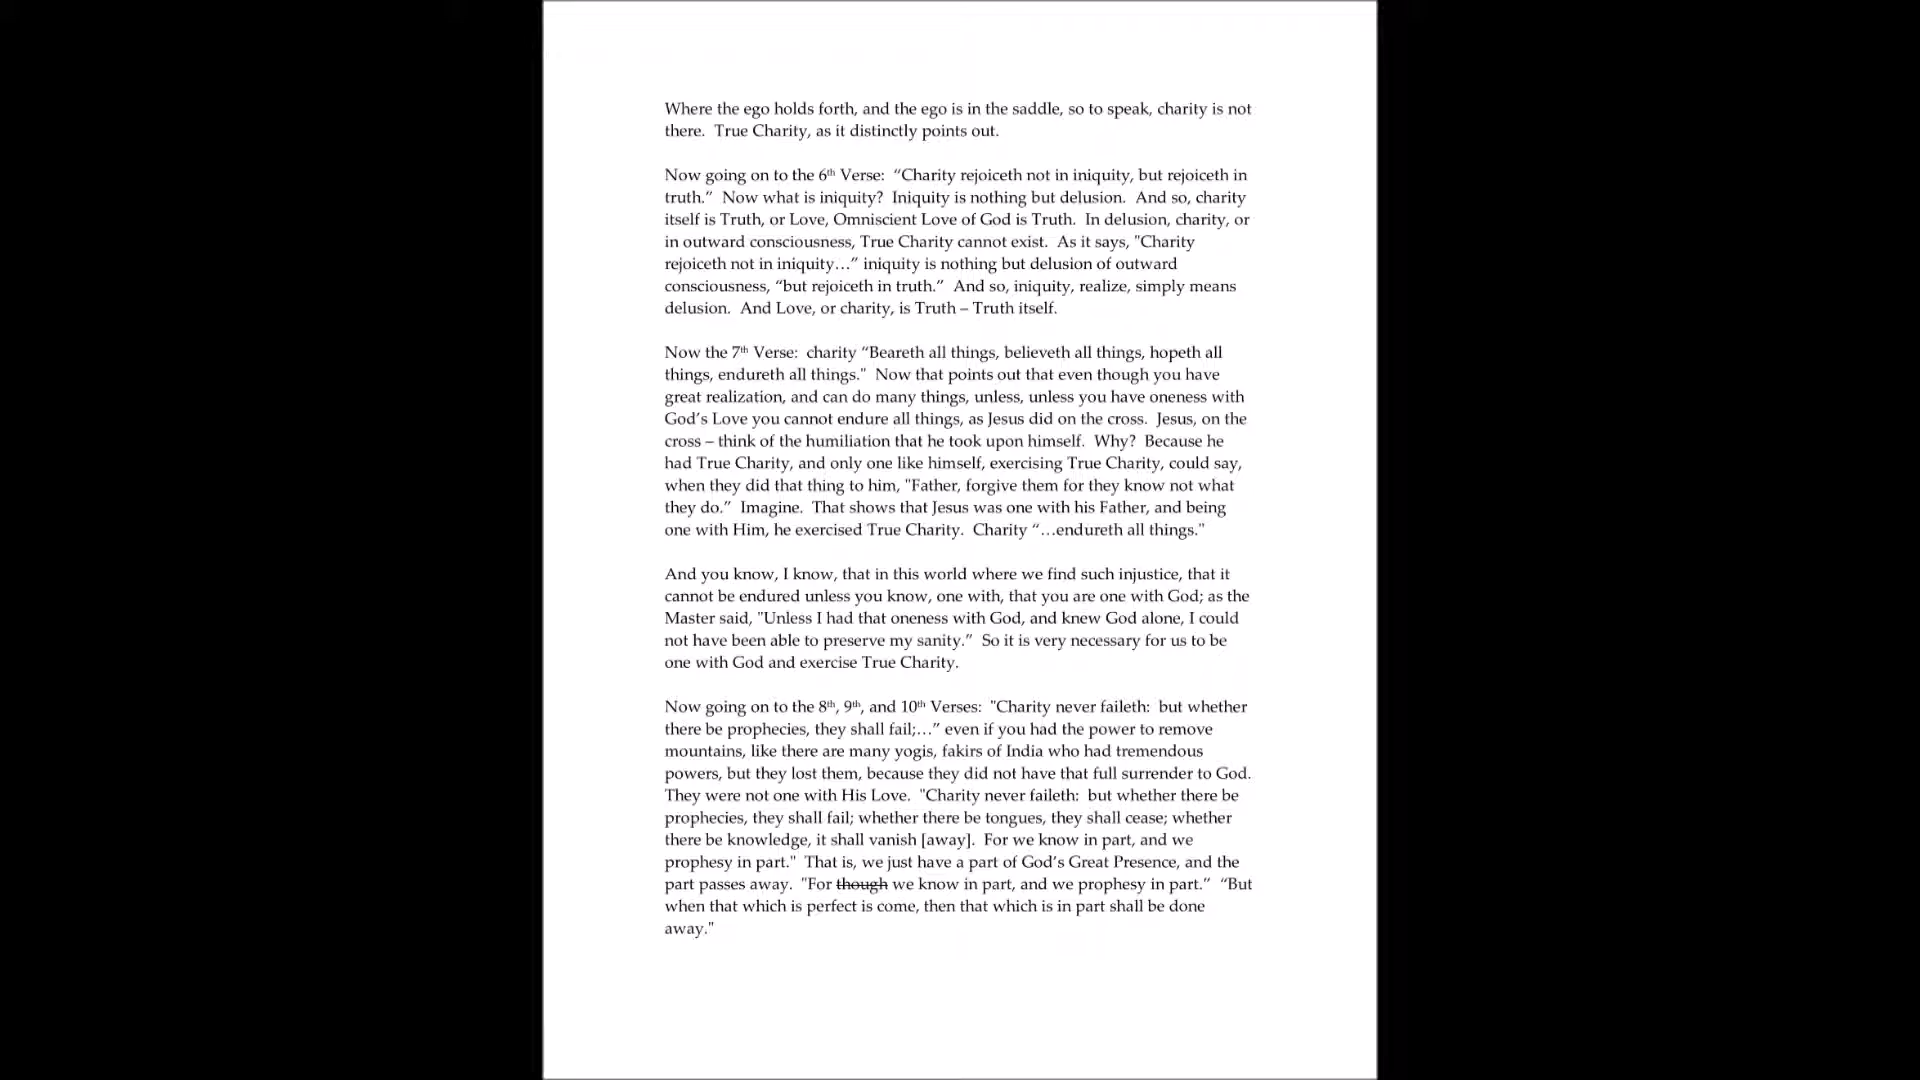 Where the ego holds forth, and the ego is in the saddle, so to speak, charity is not
there.  True Charity, as it distinctly points out.
Now going on to the 6th Verse:  “Charity rejoiceth not in iniquity, but rejoiceth in
truth.”  Now what is iniquity?  Iniquity is nothing but delusion.  And so, charity
itself is Truth, or Love, Omniscient Love of God is Truth.  In delusion, charity, or
in outward consciousness, True Charity cannot exist.  As it says, "Charity
rejoiceth not in iniquity…” iniquity is nothing but delusion of outward
consciousness, “but rejoiceth in truth.”  And so, iniquity, realize, simply means
delusion.  And Love, or charity, is Truth – Truth itself.
Now the 7th Verse:  charity “Beareth all things, believeth all things, hopeth all
things, endureth all things."  Now that points out that even though you have
great realization, and can do many things, unless, unless you have oneness with
God’s Love you cannot endure all things, as Jesus did on the cross.  Jesus, on the
cross – think of the humiliation that he took upon himself.  Why?  Because he
had True Charity, and only one like himself, exercising True Charity, could say,
when they did that thing to him, "Father, forgive them for they know not what
they do.”  Imagine.  That shows that Jesus was one with his Father, and being
one with Him, he exercised True Charity.  Charity “…endureth all things."
And you know, I know, that in this world where we find such injustice, that it
cannot be endured unless you know, one with, that you are one with God; as the
Master said, "Unless I had that oneness with God, and knew God alone, I could
not have been able to preserve my sanity.”  So it is very necessary for us to be
one with God and exercise True Charity.
Now going on to the 8th, 9th, and 10th Verses:  "Charity never faileth:  but whether
there be prophecies, they shall fail;…” even if you had the power to remove
mountains, like there are many yogis, fakirs of India who had tremendous
powers, but they lost them, because they did not have that full surrender to God.
They were not one with His Love.  "Charity never faileth:  but whether there be
prophecies, they shall fail; whether there be tongues, they shall cease; whether
there be knowledge, it shall vanish [away].  For we know in part, and we
prophesy in part."  That is, we just have a part of God’s Great Presence, and the
part passes away.  "For though we know in part, and we prophesy in part.”  “But
when that which is perfect is come, then that which is in part shall be done
away."